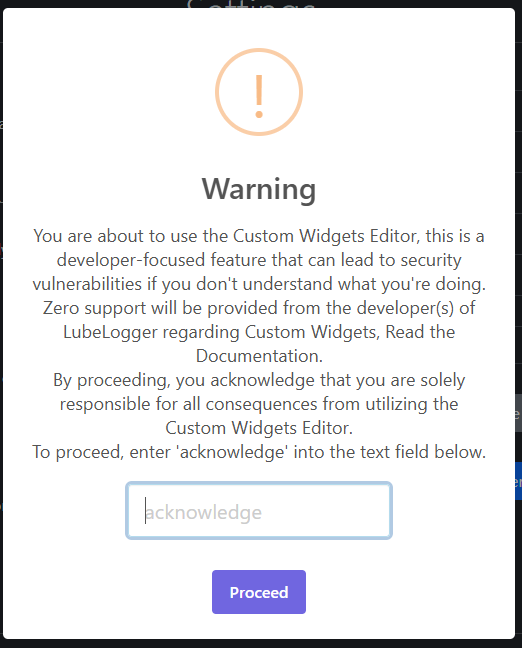 Settings
!
Warning
You are about to use the Custom Widgets Editor, this is a
developer-focused feature that can lead to security
vulnerabilities if you don't understand what you're doing.
Zero support will be provided from the developer(s) of
LubeLogger regarding Custom Widgets, Read the
Documentation.
By proceeding, you acknowledge that you are solely
responsible for all consequences from utilizing the
Custom Widgets Editor.
To proceed, enter 'acknowledge' into the text field below.
acknowledge
Proceed